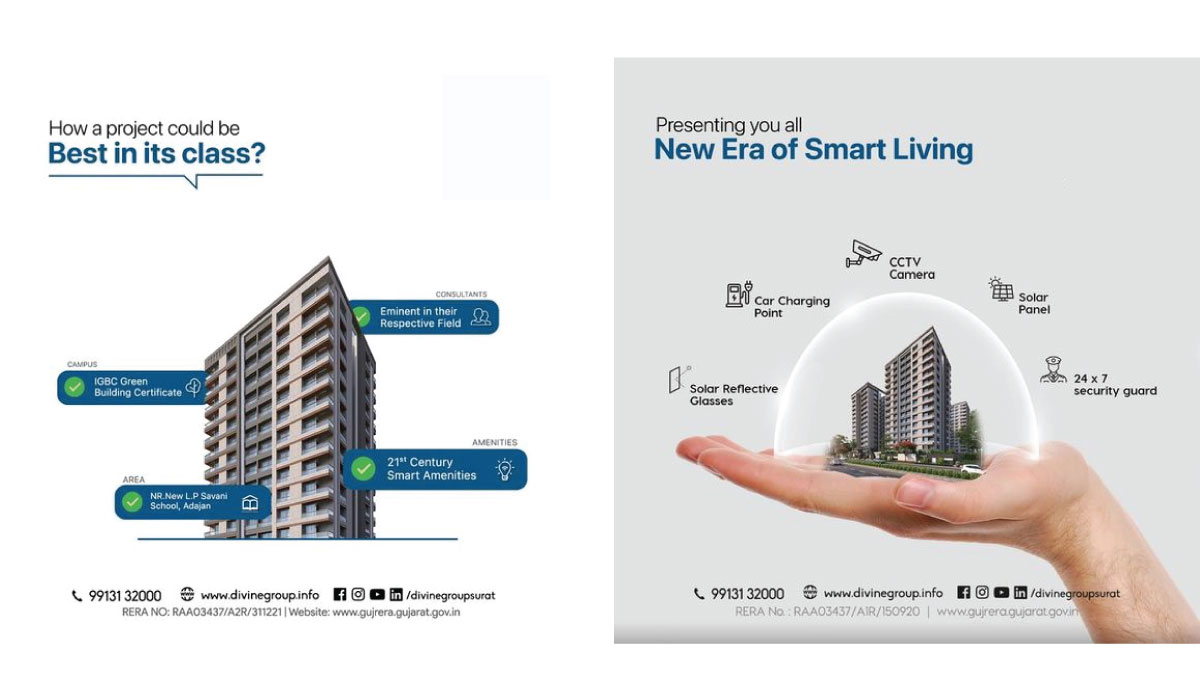 How a project could be
Best in its class?
CONSULTANTS
Eminent in their
Respective Field
CAMPUS
IGBC Green
Building Certificate
AMENITIES
21st Century
Smart Amenities
AREA
NR.New L.P Savani
School, Adajan
99131 32000 www.divinegroup.info /divinegroupsurat
RERA NO: RAA03437/A2R/311221 | Website: www.gujrera.gujarat.gov.in
Presenting you all
New Era of Smart Living
CCTV
Camera
Car Charging
Point
Solar
Panel
Solar Reflective
Glasses
24 x 7
security guard
99131 32000 www.divinegroup.info /divinegroupsurat
RERA No. : RAA03437/A1R/150920 | www.gujrera.gujarat.gov.in